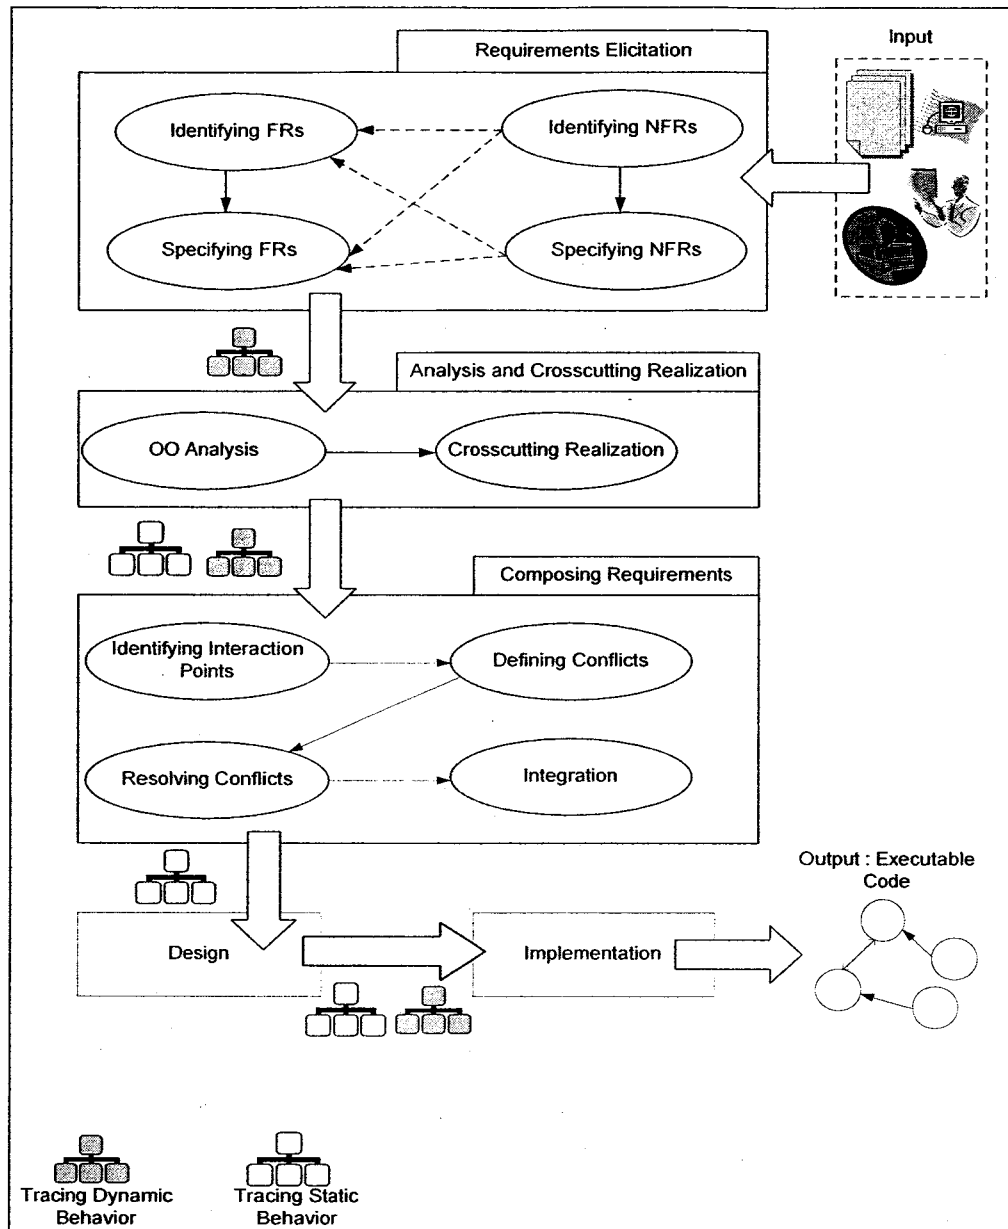 Requirements Elicitation
Input
Identifying FRs
Identifying NFRs
Specifying FRs
Specifying NFRs
Analysis and Crosscutting Realization
OO Analysis
Crosscutting Realization
Composing Requirements
Identifying Interaction
Points
Defining Conflicts
Resolving Conflicts
Integration
Output : Executable
Code
Design
Implementation
Tracing Dynamic
Behavior
Tracing Static
Behavior